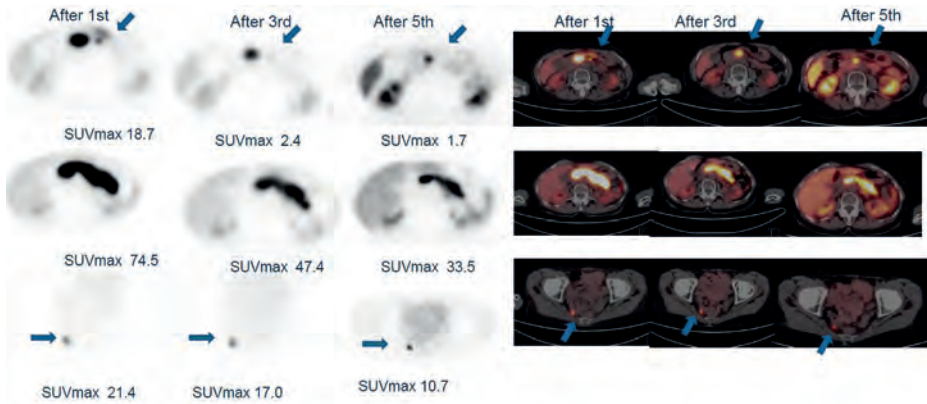 After 1st After 3rd After 5th After 1st After 3rd After 5th
SUVmax 18.7 SUVmax 2.4 SUVmax 1.7
SUVmax 74.5 SUVmax 47.4 SUVmax 33.5
SUVmax 21.4 SUVmax 17.0 SUVmax 10.7